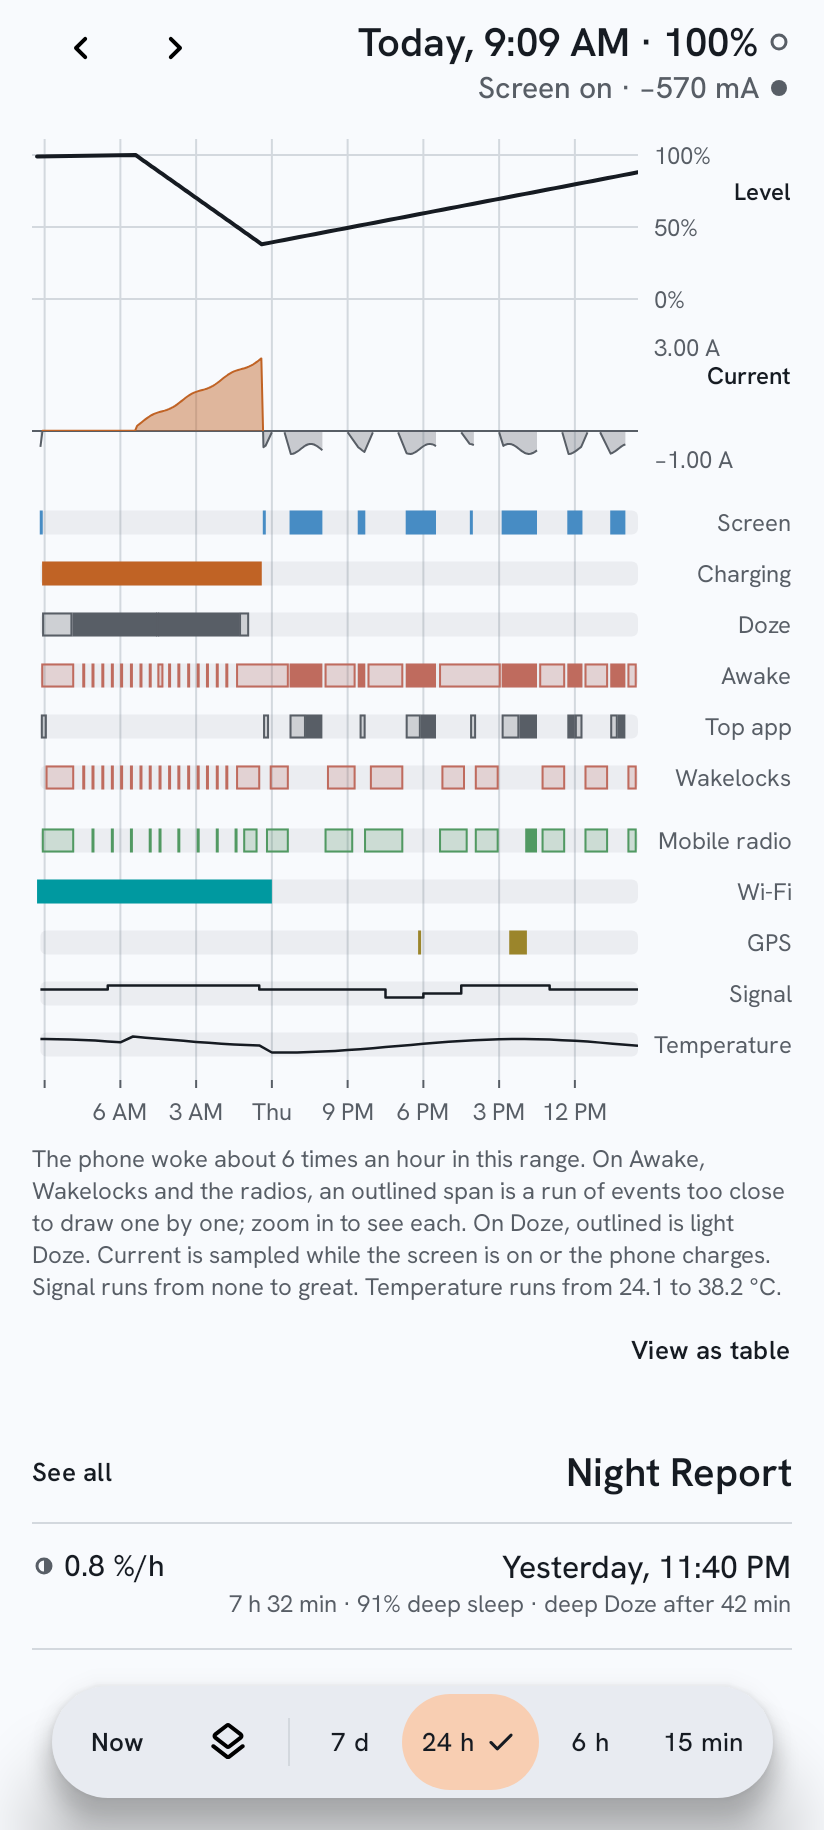 Today, 9:09 AM · 100%
Screen on · −570 mA
100%
Level
50%
0%
3.00 A
Current
−1.00 A
Screen
Charging
Doze
Awake
Top app
Wakelocks
Mobile radio
Wi-Fi
GPS
Signal
Temperature
6 AM 3 AM Thu 9 PM 6 PM 3 PM 12 PM
The phone woke about 6 times an hour in this range. On Awake,
Wakelocks and the radios, an outlined span is a run of events too close
to draw one by one; zoom in to see each. On Doze, outlined is light
Doze. Current is sampled while the screen is on or the phone charges.
Signal runs from none to great. Temperature runs from 24.1 to 38.2 °C.
View as table
See all Night Report
0.8 %/h Yesterday, 11:40 PM
7 h 32 min · 91% deep sleep · deep Doze after 42 min
Now 7 d 24 h 6 h 15 min